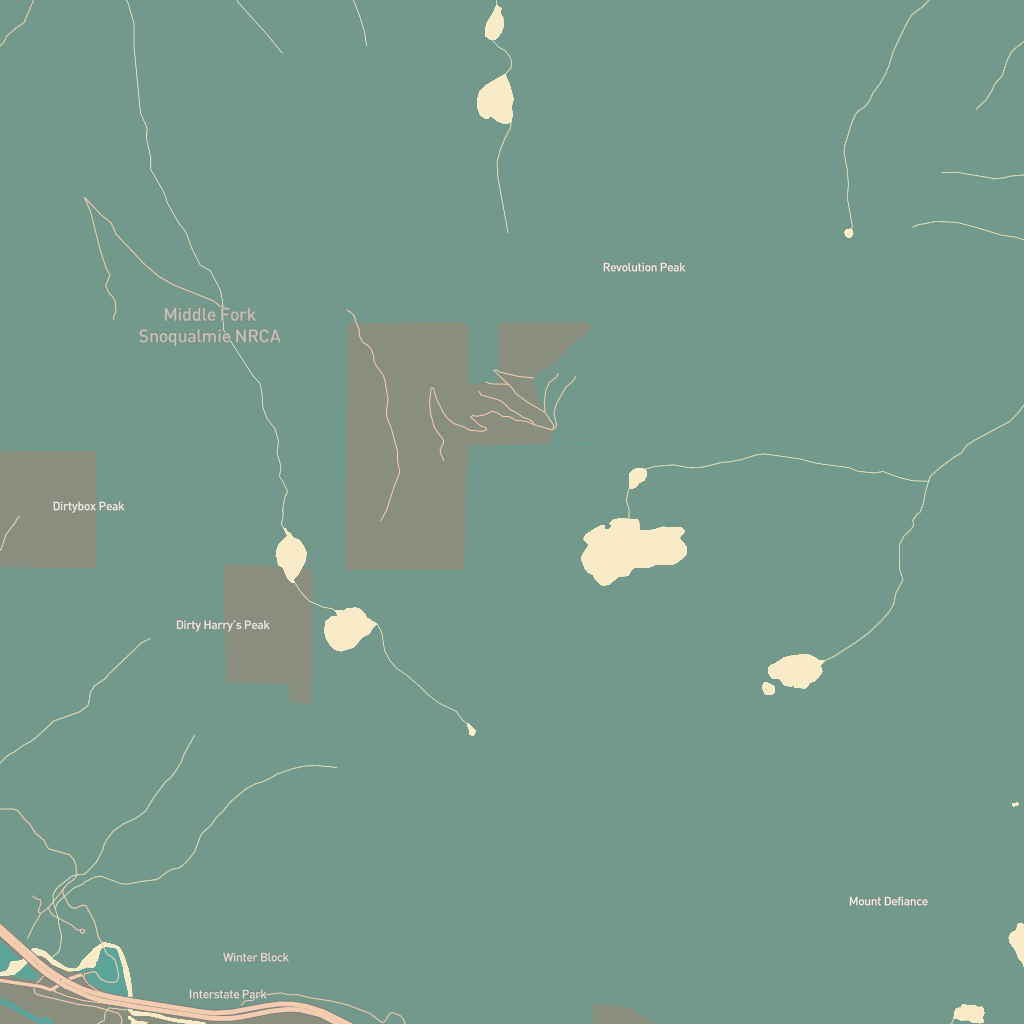 Revolution Peak
Middle Fork
Snoqualmie NRCA
Dirtybox Peak
Dirty Harry's Peak
Mount Defiance
Winter Block
Interstate Park